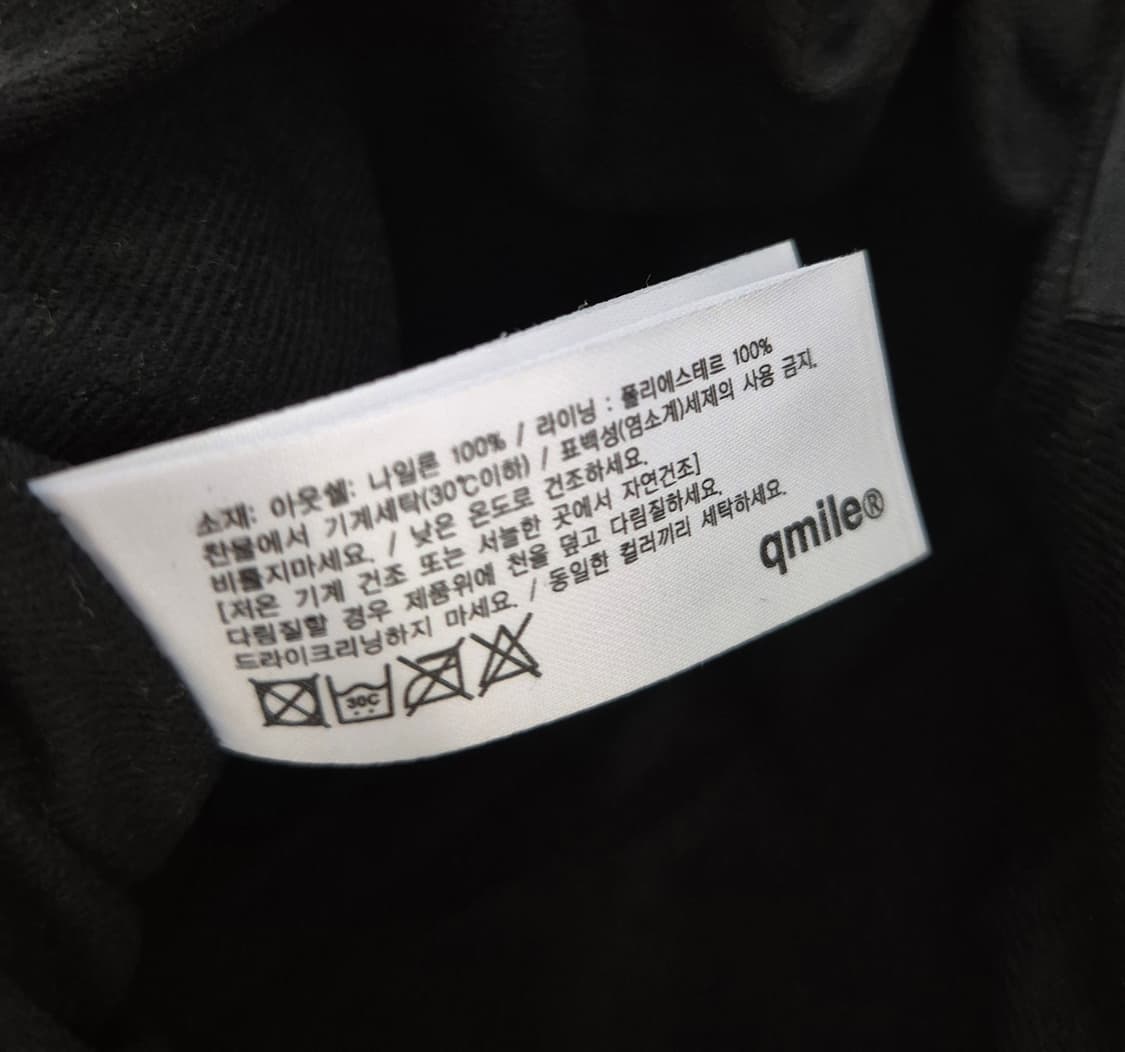 소재: 아웃쉘: 나일론 100% / 라이닝 : 폴리에스테르 100%
찬물에서 기계세탁(30℃이하) / 표백성(염소계)세제의 사용 금지.
비틀지마세요. / 낮은 온도로 건조하세요.
[저온 기계 건조 또는 서늘한 곳에서 자연건조]
다림질할 경우 제품위에 천을 덮고 다림질하세요.
드라이크리닝하지 마세요. / 동일한 컬러끼리 세탁하세요.
30C
qmile®